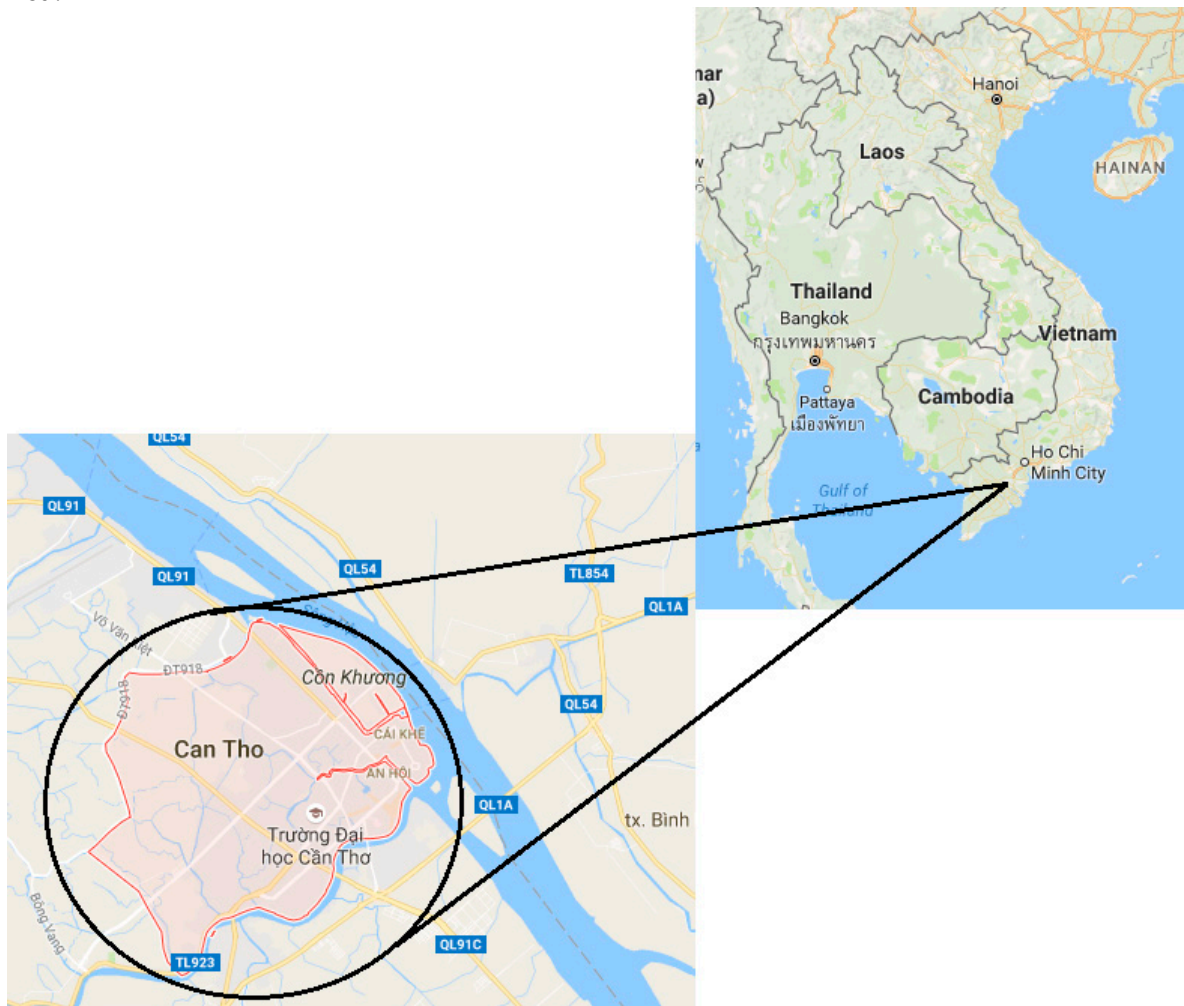 nar
a)
Hanoi
Laos
HAINAN
Thailand
Bangkok
กรุงเทพมหานคร
Vietnam
Cambodia
Pattaya
เมืองพัทยา
Ho Chi
Minh City
Gulf of
Thailand
QL54
QL91
QL91
QL54
TL854
QL1A
Võ Văn Kiệt
ĐT918
ĐT918
Cồn Khương
QL54
Can Tho
CÁI KHẾ
AN HỘI
QL1A
tx. Bình
Trường Đại
học Cần Thơ
QL91C
TL923